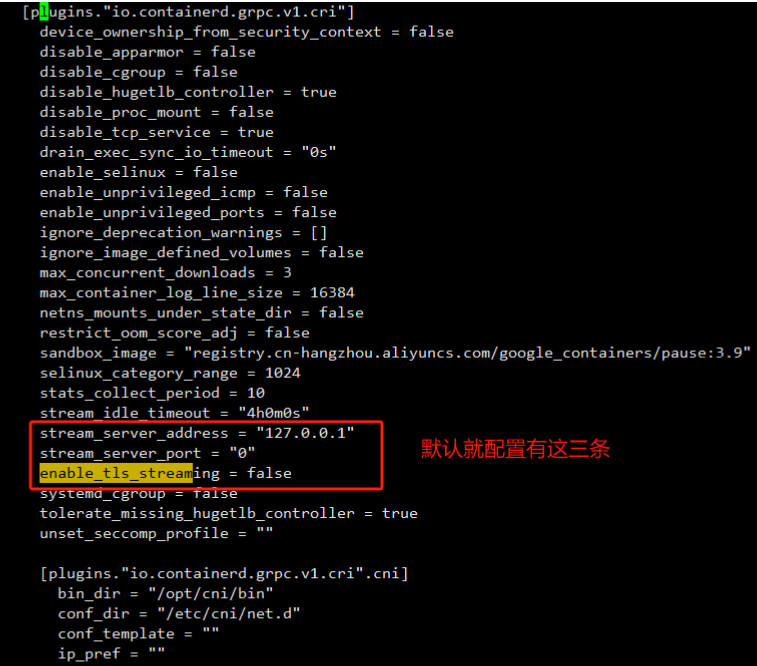 [plugins."io.containerd.grpc.v1.cri"]
device_ownership_from_security_context = false
disable_apparmor = false
disable_cgroup = false
disable_hugetlb_controller = true
disable_proc_mount = false
disable_tcp_service = true
drain_exec_sync_io_timeout = "0s"
enable_selinux = false
enable_unprivileged_icmp = false
enable_unprivileged_ports = false
ignore_deprecation_warnings = []
ignore_image_defined_volumes = false
max_concurrent_downloads = 3
max_container_log_line_size = 16384
netns_mounts_under_state_dir = false
restrict_oom_score_adj = false
sandbox_image = "registry.cn-hangzhou.aliyuncs.com/google_containers/pause:3.9"
selinux_category_range = 1024
stats_collect_period = 10
stream_idle_timeout = "4h0m0s"
stream_server_address = "127.0.0.1"
stream_server_port = "0"
默认就配置有这三条
enable_tls_streaming = false
systemd_cgroup = false
tolerate_missing_hugetlb_controller = true
unset_seccomp_profile = ""
[plugins."io.containerd.grpc.v1.cri".cni]
bin_dir = "/opt/cni/bin"
conf_dir = "/etc/cni/net.d"
conf_template = ""
ip_pref = ""